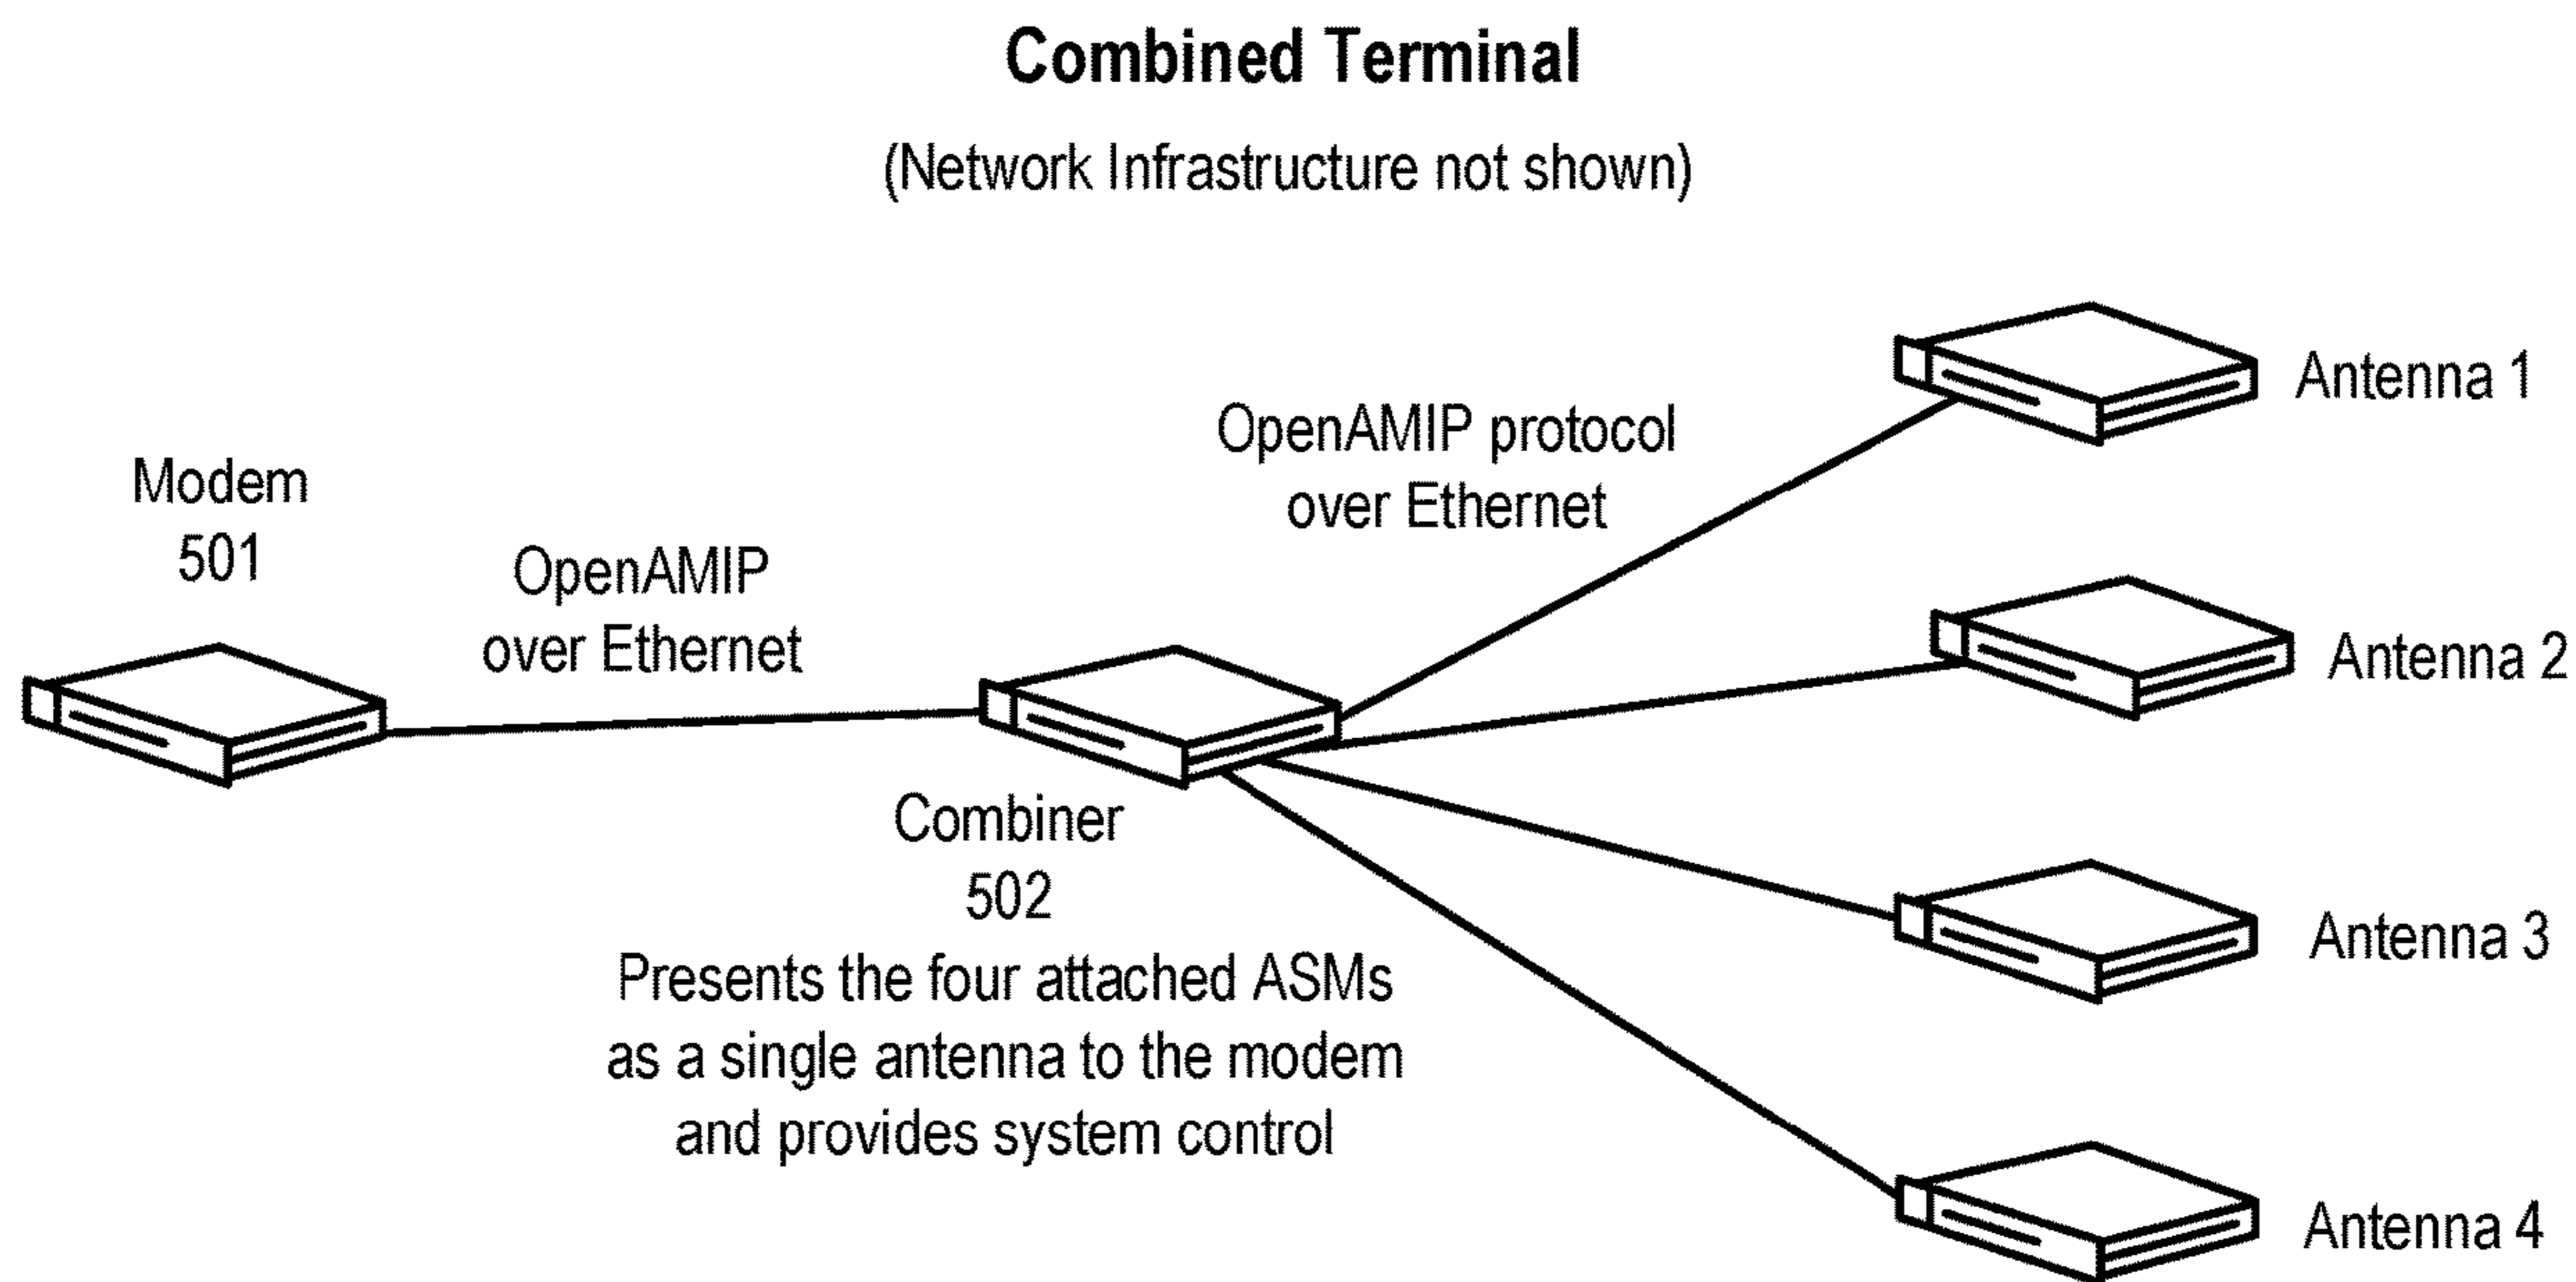 Combined Terminal
(Network Infrastructure not shown)
Modem
501
OpenAMIP
over Ethernet
Combiner
502
Presents the four attached ASMs
as a single antenna to the modem
and provides system control
OpenAMIP protocol
over Ethernet
Antenna 1
Antenna 2
Antenna 3
Antenna 4